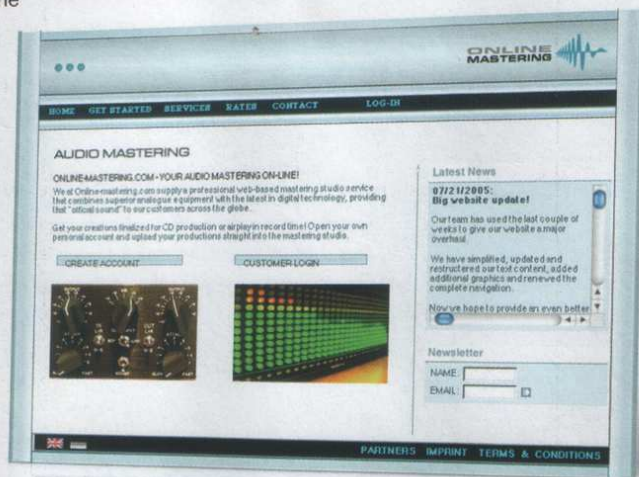 ONLINE
MASTERING
HOME GET STARTED SERVICES RATES CONTACT LOG-IN
AUDIO MASTERING
ONLINE-MASTERING.COM - YOUR AUDIO MASTERING ON-LINE!
We at Online-mastering.com supply a professional web-based mastering studio service
that combines superior analogue equipment with the latest in digital technology, providing
that "official sound" to our customers across the globe.
Get your creations finalized for CD production or airplay in record time! Open your own
personal account and upload your productions straight into the mastering studio.
CREATE ACCOUNT
CUSTOMER LOGIN
Latest News
07/21/2005:
Big website update!
Our team has used the last couple of
weeks to give our website a major
overhaul.
We have simplified, updated and
restructered our text content, added
additional graphics and renewed the
complete navigation.
Now we hope to provide an even better
Newsletter
NAME:
EMAIL:
PARTNERS IMPRINT TERMS & CONDITIONS